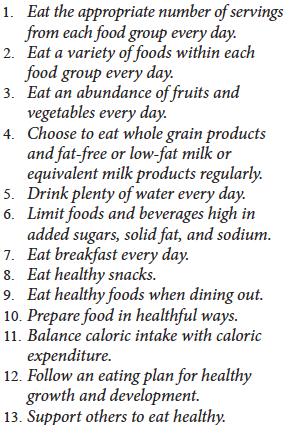 1. Eat the appropriate number of servings
from each food group every day.
2. Eat a variety of foods within each
food group every day.
3. Eat an abundance of fruits and
vegetables every day.
4. Choose to eat whole grain products
and fat-free or low-fat milk or
equivalent milk products regularly.
5. Drink plenty of water every day.
6. Limit foods and beverages high in
added sugars, solid fat, and sodium.
7. Eat breakfast every day.
8. Eat healthy snacks.
9. Eat healthy foods when dining out.
10. Prepare food in healthful ways.
11. Balance caloric intake with caloric
expenditure.
12. Follow an eating plan for healthy
growth and development.
13. Support others to eat healthy.